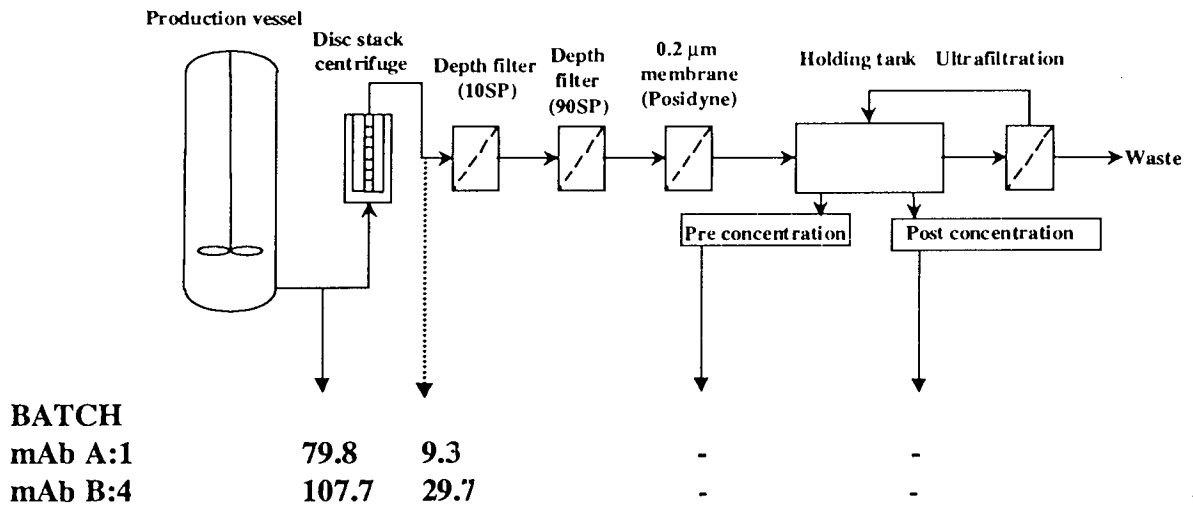 Production vessel
Disc stack
centrifuge
Depth filter
(10SP)
Depth
filter
(90SP)
0.2 µm
membrane
(Posidyne)
Holding tank
Ultrafiltration
Waste
Pre concentration
Post concentration
BATCH
mAb A:1 79.8 9.3 - -
mAb B:4 107.7 29.7 - -